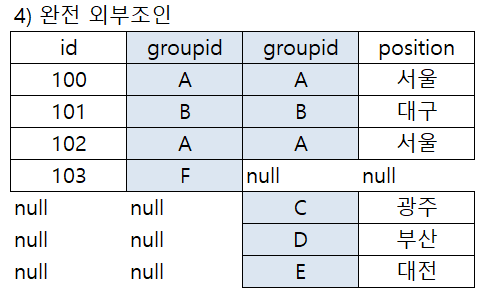 4) 완전 외부조인
id groupid groupid position
100 A A 서울
101 B B 대구
102 A A 서울
103 F null null
null null C 광주
null null D 부산
null null E 대전